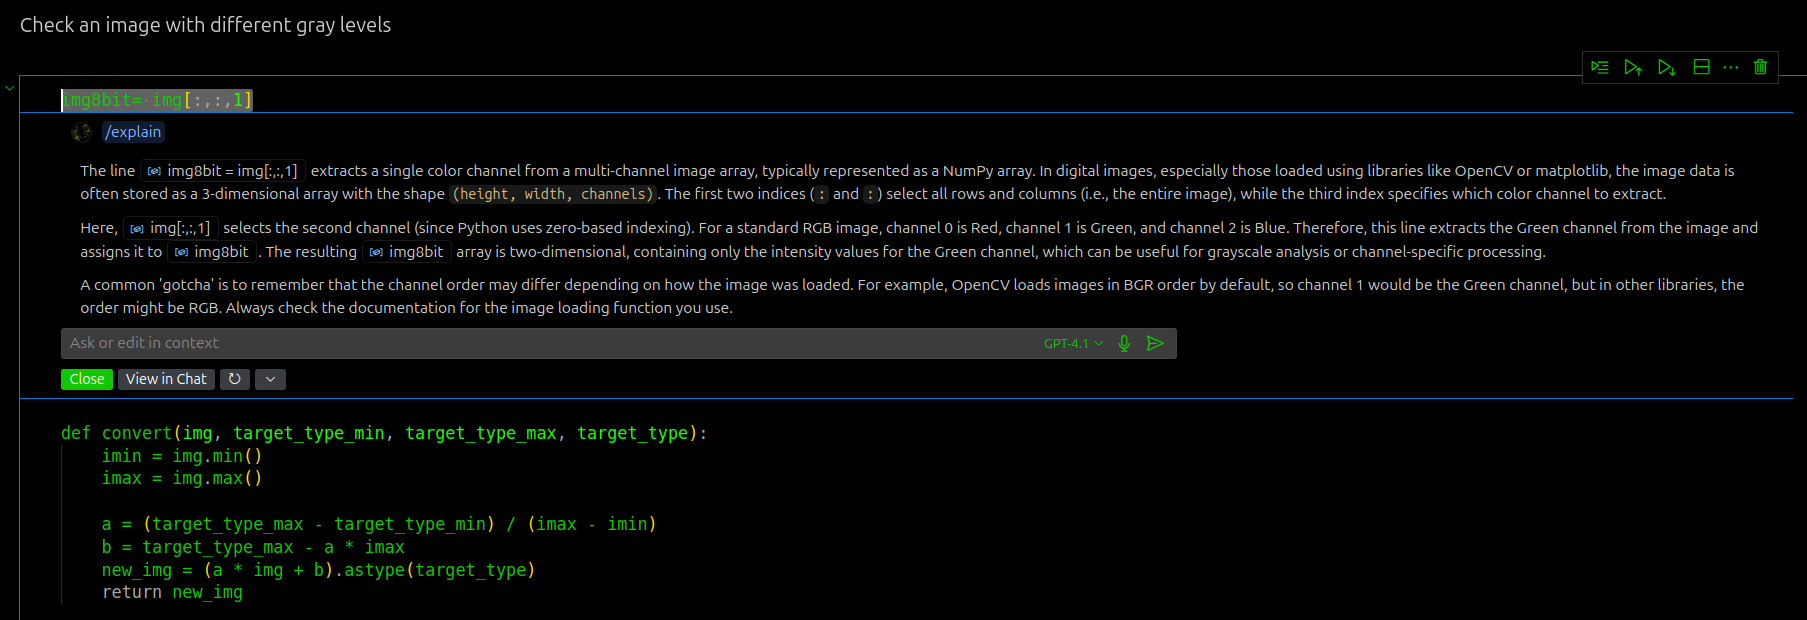 Check an image with different gray levels
img8bit= img[:,:,1]
/explain
The line img8bit = img[:,:,1] extracts a single color channel from a multi-channel image array, typically represented as a NumPy array. In digital images, especially those loaded using libraries like OpenCV or matplotlib, the image data is
often stored as a 3-dimensional array with the shape (height, width, channels). The first two indices ( : and : ) select all rows and columns (i.e., the entire image), while the third index specifies which color channel to extract.
Here, img[:,:,1] selects the second channel (since Python uses zero-based indexing). For a standard RGB image, channel 0 is Red, channel 1 is Green, and channel 2 is Blue. Therefore, this line extracts the Green channel from the image and
assigns it to img8bit . The resulting img8bit array is two-dimensional, containing only the intensity values for the Green channel, which can be useful for grayscale analysis or channel-specific processing.
A common 'gotcha' is to remember that the channel order may differ depending on how the image was loaded. For example, OpenCV loads images in BGR order by default, so channel 1 would be the Green channel, but in other libraries, the
order might be RGB. Always check the documentation for the image loading function you use.
Ask or edit in context GPT-4.1
Close View in Chat
def convert(img, target_type_min, target_type_max, target_type):
    imin = img.min()
    imax = img.max()
    a = (target_type_max - target_type_min) / (imax - imin)
    b = target_type_max - a * imax
    new_img = (a * img + b).astype(target_type)
    return new_img